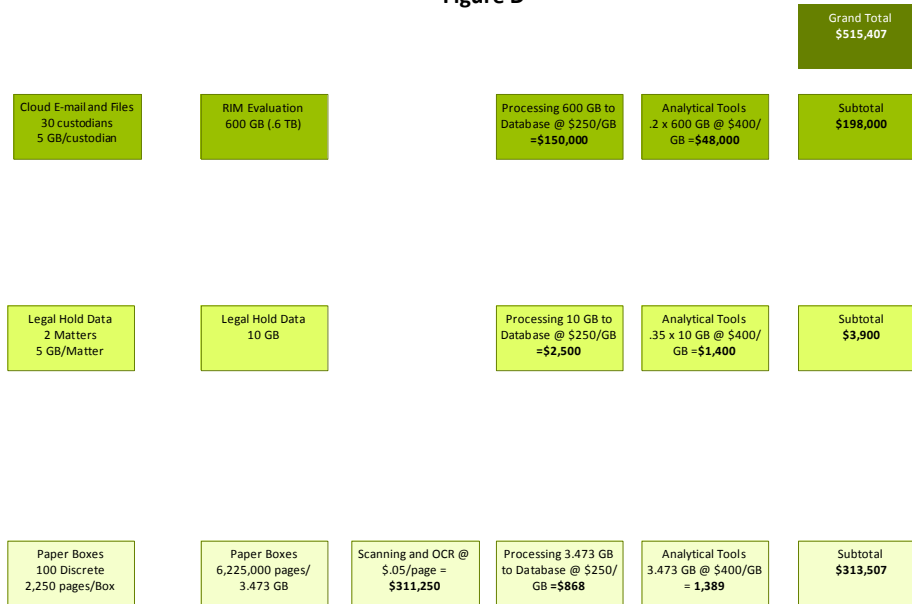 Figure D
Grand Total
$515,407
Cloud E-mail and Files
30 custodians
5 GB/custodian
RIM Evaluation
600 GB (.6 TB)
Processing 600 GB to
Database @ $250/GB
=$150,000
Analytical Tools
.2 x 600 GB @ $400/
GB =$48,000
Subtotal
$198,000
Legal Hold Data
2 Matters
5 GB/Matter
Legal Hold Data
10 GB
Processing 10 GB to
Database @ $250/GB
=$2,500
Analytical Tools
.35 x 10 GB @ $400/
GB =$1,400
Subtotal
$3,900
Paper Boxes
100 Discrete
2,250 pages/Box
Paper Boxes
6,225,000 pages/
3.473 GB
Scanning and OCR @
$.05/page =
$311,250
Processing 3.473 GB
to Database @ $250/
GB =$868
Analytical Tools
3.473 GB @ $400/GB
= 1,389
Subtotal
$313,507